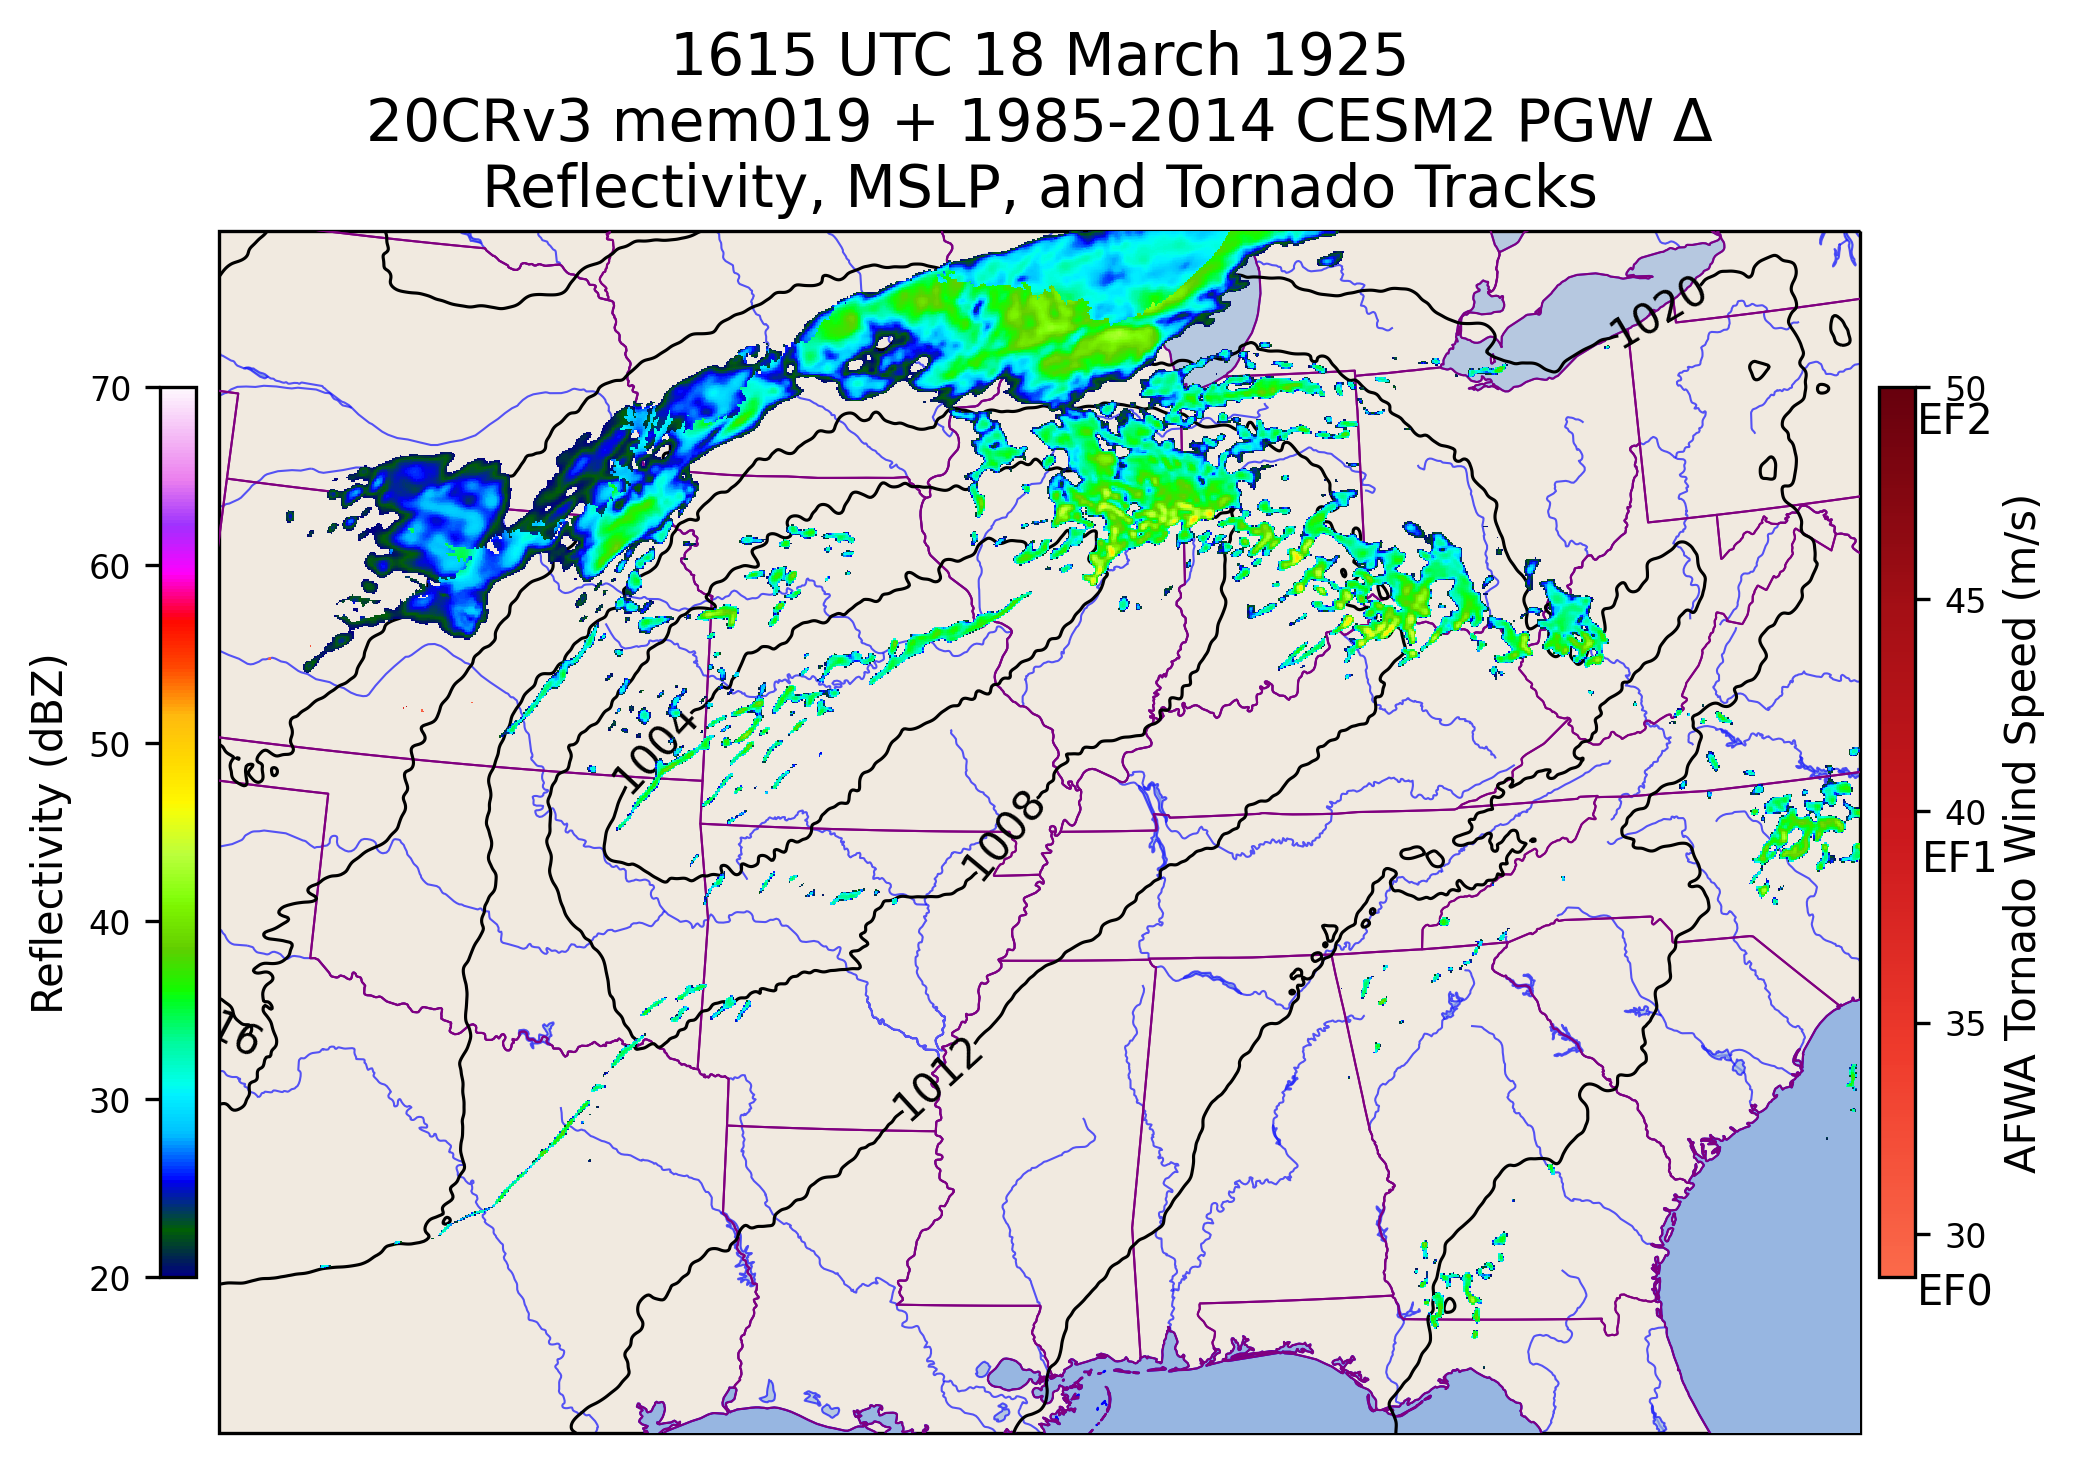 1615 UTC 18 March 1925
20CRv3 mem019 + 1985-2014 CESM2 PGW Δ
Reflectivity, MSLP, and Tornado Tracks
Reflectivity (dBZ)
70
60
50
40
30
20
1020
1004
1008
1012
16
50
EF2
45
40
EF1
35
30
EF0
AFWA Tornado Wind Speed (m/s)